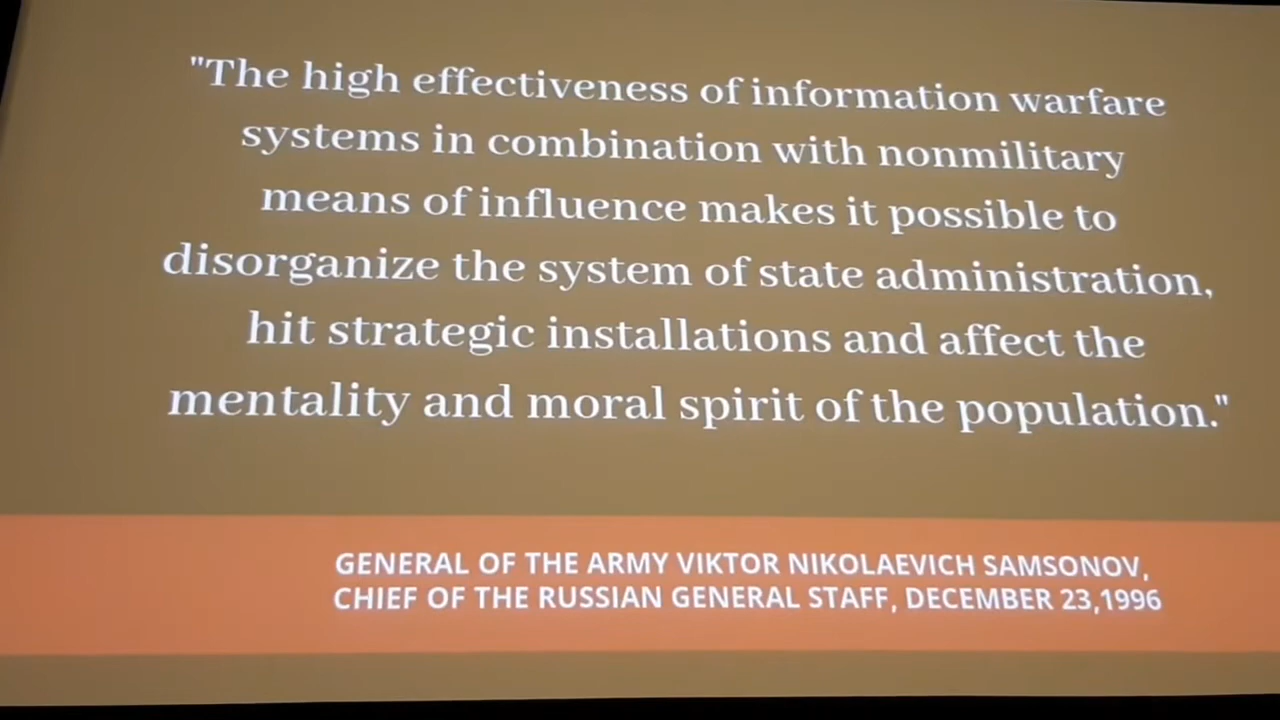 "The high effectiveness of information warfare
systems in combination with nonmilitary
means of influence makes it possible to
disorganize the system of state administration,
hit strategic installations and affect the
mentality and moral spirit of the population."
GENERAL OF THE ARMY VIKTOR NIKOLAEVICH SAMSONOV,
CHIEF OF THE RUSSIAN GENERAL STAFF, DECEMBER 23,1996